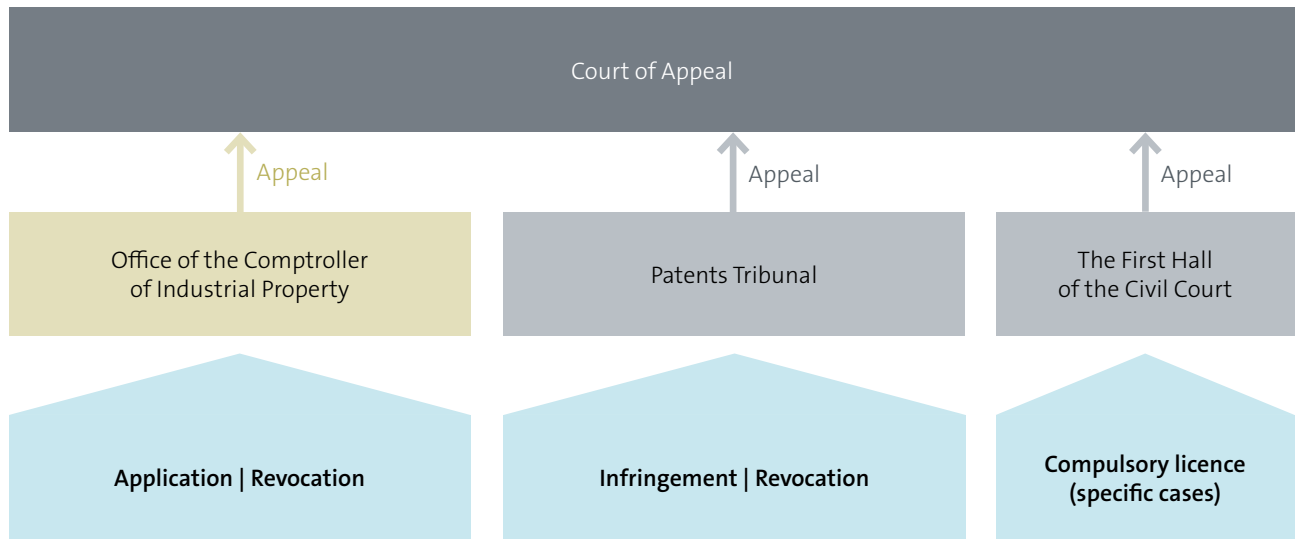 Court of Appeal
Appeal
Appeal
Appeal
Office of the Comptroller
of Industrial Property
Patents Tribunal
The First Hall
of the Civil Court
Application | Revocation
Infringement | Revocation
Compulsory licence
(specific cases)